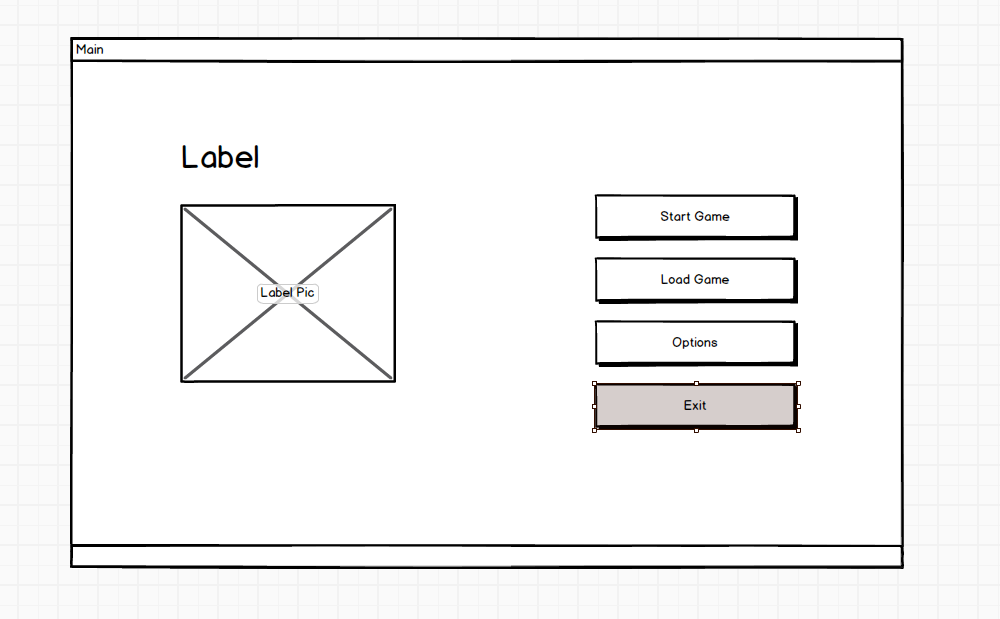 Main
Label
Label Pic
Start Game
Load Game
Options
Exit